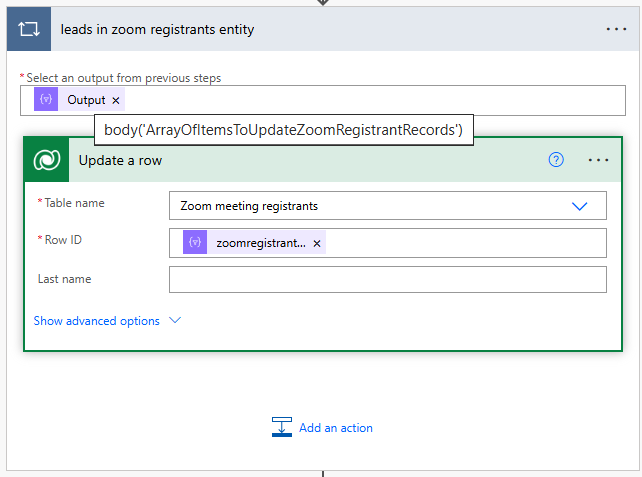 leads in zoom registrants entity
* Select an output from previous steps
{▿} Output ×
body('ArrayOfItemsToUpdateZoomRegistrantRecords')
Update a row
* Table name Zoom meeting registrants
* Row ID zoomregistrant... ×
Last name
Show advanced options
Add an action